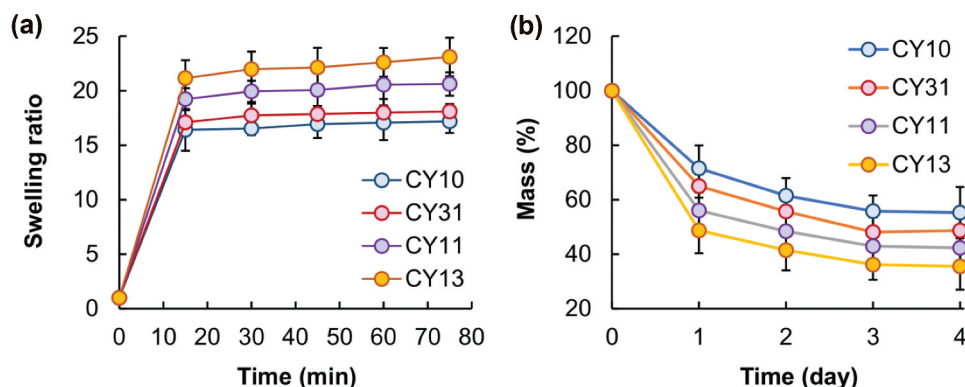 (a)
Swelling ratio
25
20
15
10
5
0
0 10 20 30 40 50 60 70 80
Time (min)
CY10
CY31
CY11
CY13
(b)
Mass (%)
120
100
80
60
40
20
0 1 2 3 4
Time (day)
CY10
CY31
CY11
CY13